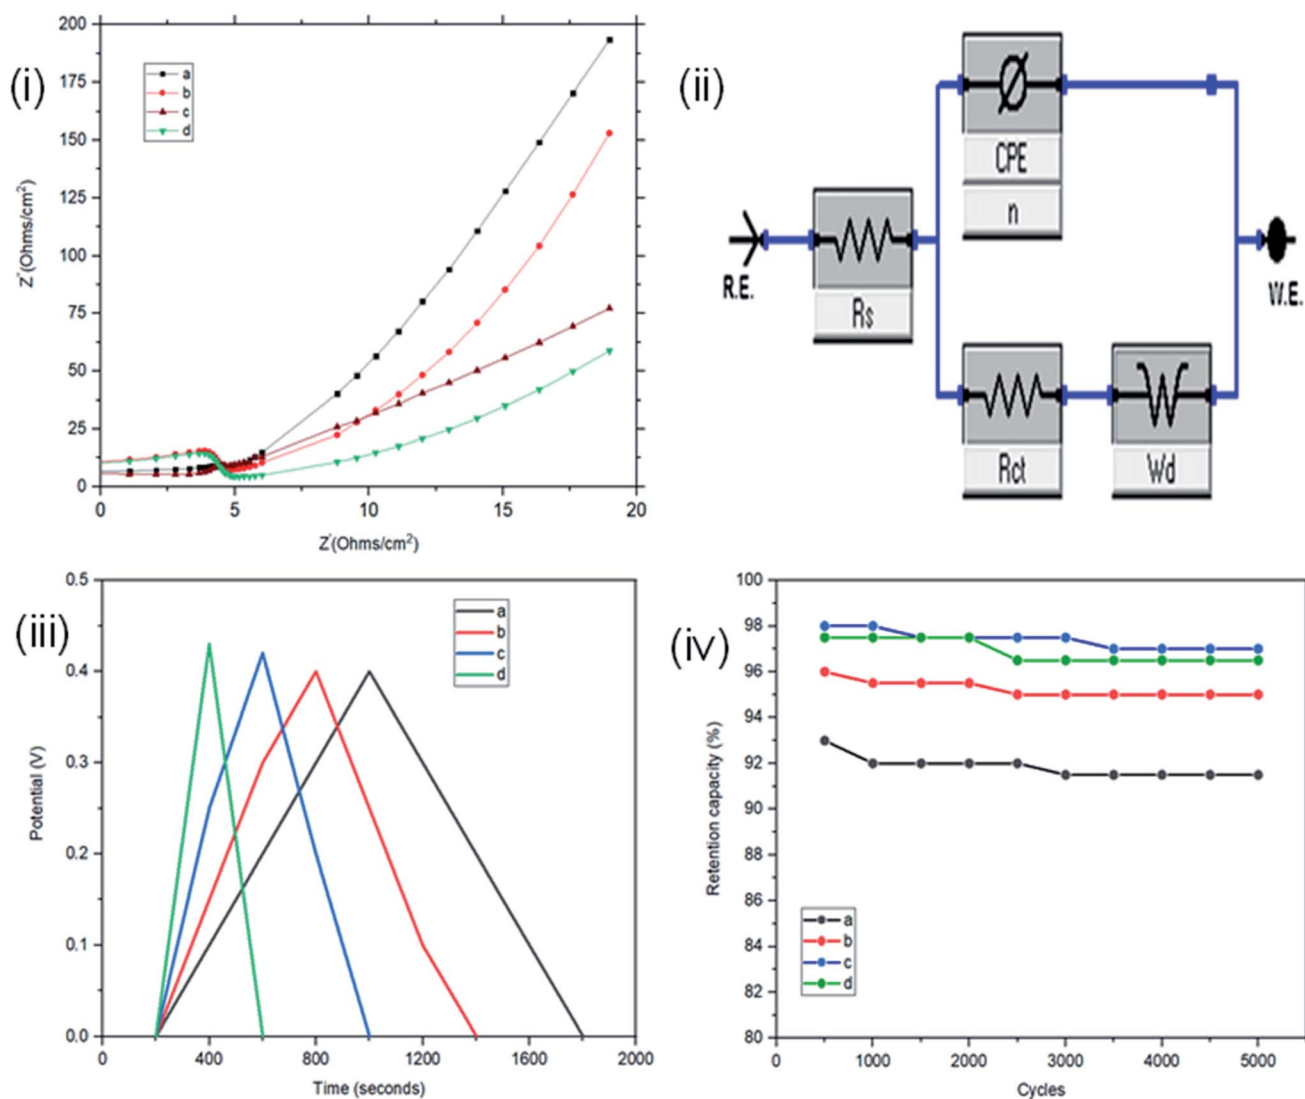 (i)
200
175
150
125
100
75
50
25
0
Z"(Ohms/cm²)
a
b
c
d
0
5
10
15
20
Z'(Ohms/cm²)
(ii)
CPE
n
R.E.
Rs
W.E.
Rct
Wd
(iii)
0.5
0.4
0.3
0.2
0.1
0.0
Potential (V)
a
b
c
d
0
400
800
1200
1600
2000
Time (seconds)
(iv)
100
98
96
94
92
90
88
86
84
82
80
Retention capacity (%)
a
b
c
d
0
1000
2000
3000
4000
5000
Cycles